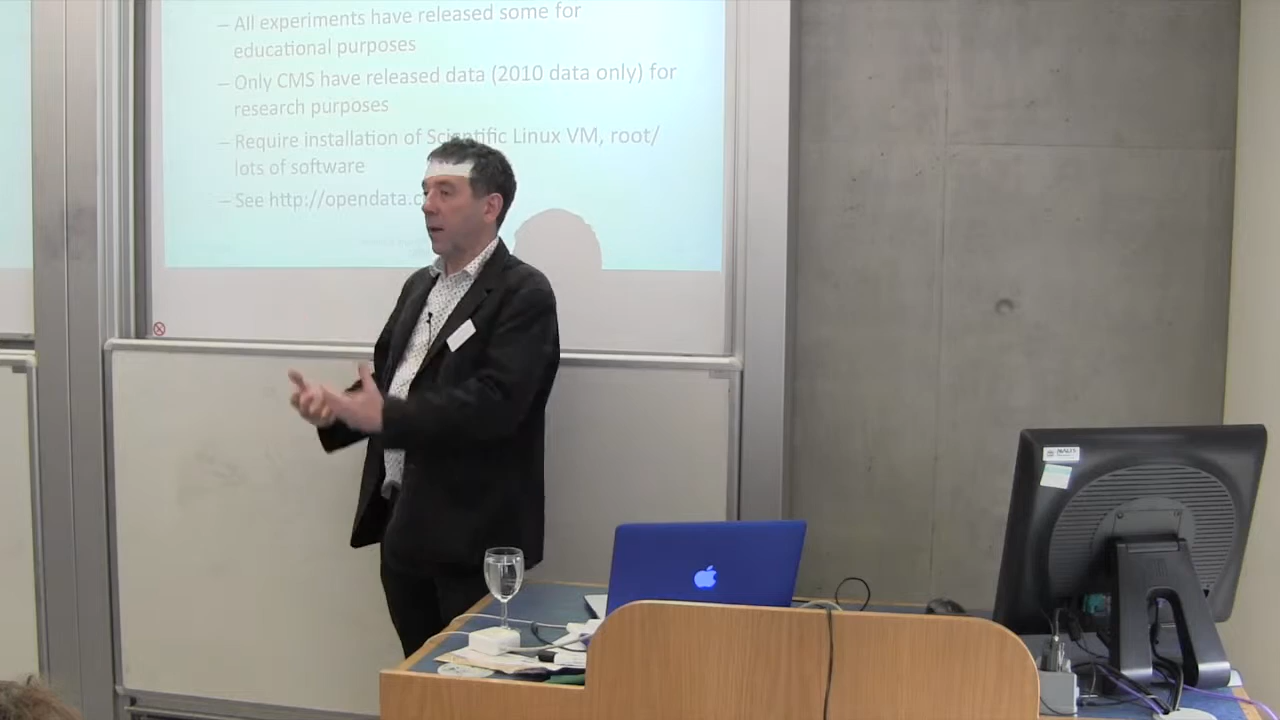 – All experiments have released some for
educational purposes
– Only CMS have released data (2010 data only) for
research purposes
– Require installation of Scientific Linux VM, root/
lots of software
– See http://opendata.c